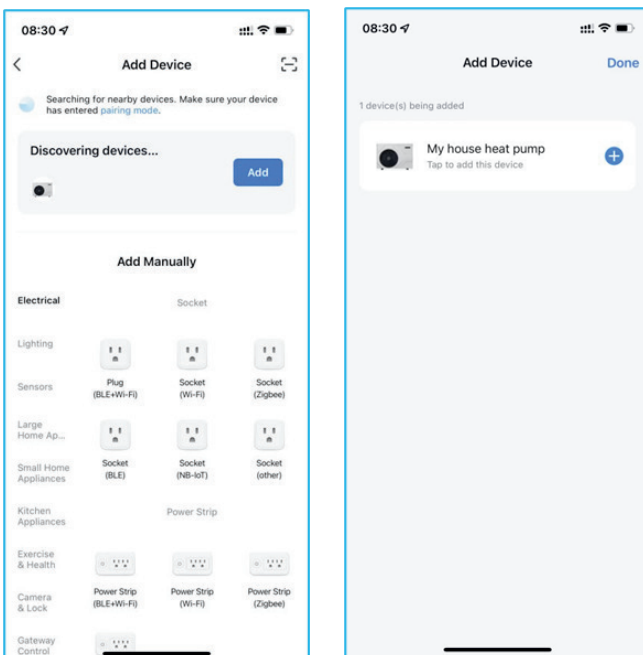 08:30
Add Device
Searching for nearby devices. Make sure your device
has entered pairing mode.
Discovering devices...
Add
Add Manually
Electrical
Socket
Lighting
Plug
(BLE+Wi-Fi)
Socket
(Wi-Fi)
Socket
(Zigbee)
Sensors
Large
Home Ap...
Socket
(BLE)
Socket
(NB-IoT)
Socket
(other)
Small Home
Appliances
Kitchen
Appliances
Power Strip
Exercise
& Health
Power Strip
(BLE+Wi-Fi)
Power Strip
(Wi-Fi)
Power Strip
(Zigbee)
Camera
& Lock
Gateway
Control
08:30
Add Device
Done
1 device(s) being added
My house heat pump
Tap to add this device